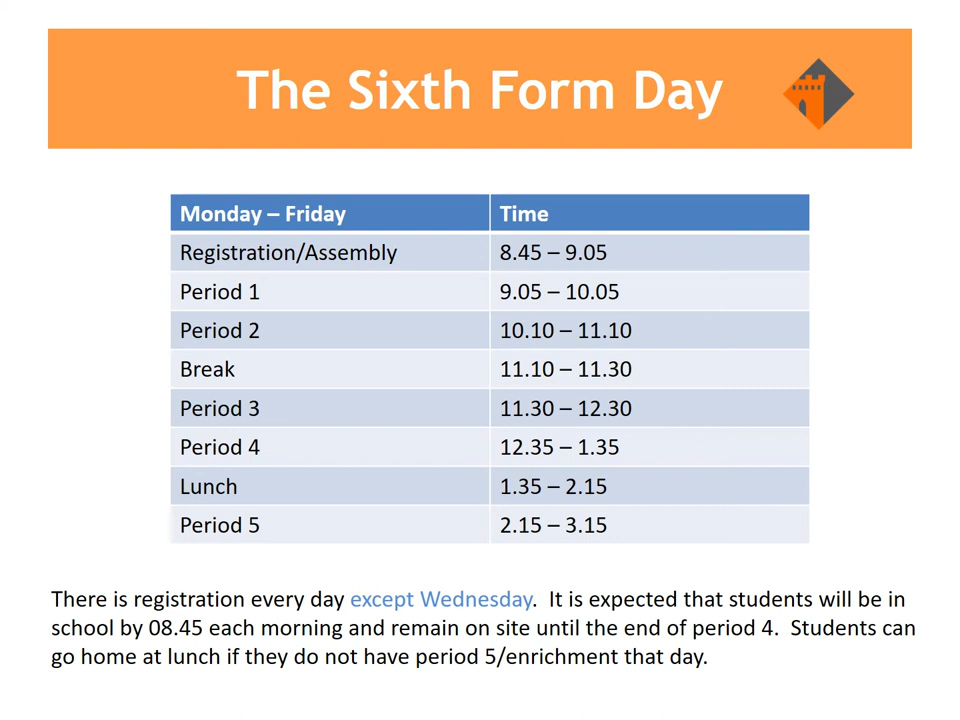 The Sixth Form Day
Monday – Friday Time
Registration/Assembly 8.45 – 9.05
Period 1 9.05 – 10.05
Period 2 10.10 – 11.10
Break 11.10 – 11.30
Period 3 11.30 – 12.30
Period 4 12.35 – 1.35
Lunch 1.35 – 2.15
Period 5 2.15 – 3.15
There is registration every day except Wednesday.  It is expected that students will be in
school by 08.45 each morning and remain on site until the end of period 4.  Students can
go home at lunch if they do not have period 5/enrichment that day.